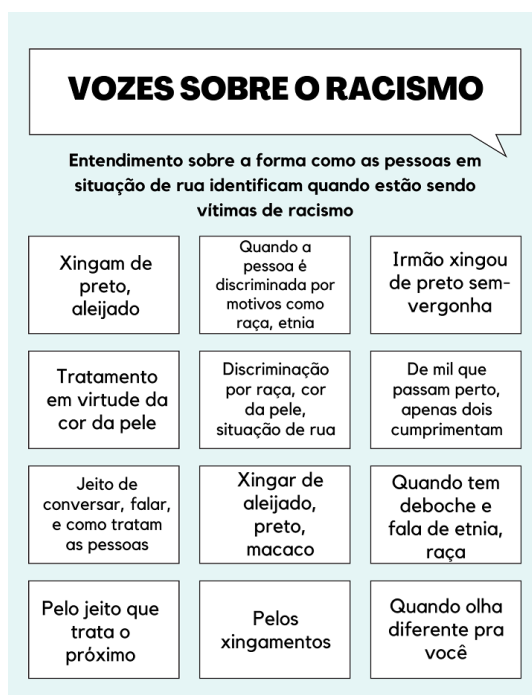 VOZES SOBRE O RACISMO
Entendimento sobre a forma como as pessoas em
situação de rua identificam quando estão sendo
vítimas de racismo
Xingam de
preto,
aleijado
Quando a
pessoa é
discriminada por
motivos como
raça, etnia
Irmão xingou
de preto sem-
vergonha
Tratamento
em virtude da
cor da pele
Discriminação
por raça, cor
da pele,
situação de rua
De mil que
passam perto,
apenas dois
cumprimentam
Jeito de
conversar, falar,
e como tratam
as pessoas
Xingar de
aleijado,
preto,
macaco
Quando tem
deboche e
fala de etnia,
raça
Pelo jeito que
trata o
próximo
Pelos
xingamentos
Quando olha
diferente pra
você